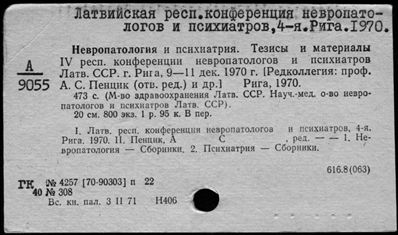 Латвийская респ.конференция невропато-
логов и психиатров,4-я.Рига.1970.
Невропатология и психиатрия. Тезисы и материалы
IV респ. конференции невропатологов и психиатров
Латв. ССР. г. Рига, 9—11 дек. 1970 г. [Редколлегия: проф.
А. С. Пенцик (отв. ред.) и др.] Рига, 1970.
А
9055
473 с. (М-во здравоохранения Латв. ССР. Науч.-мед. о-во невро-
патологов и психиатров Латв. ССР).
20 см. 800 экз. 1 р. 95 к. В пер.
I. Латв. респ. конференция невропатологов и психиатров, 4-я.
Рига. 1970. II. Пенцик, А С , ред. — — 1. Не-
вропатология — Сборники. 2. Психиатрия — Сборники.
616.8(063)
ГК № 4257 [70-90303] п 22
40 № 308
Вс. кн. пал. 3 II 71 Н406